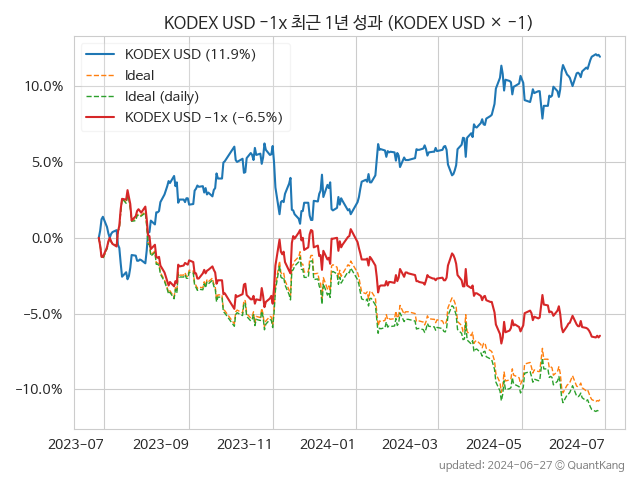 KODEX USD −1x 최근 1년 성과 (KODEX USD × −1)
KODEX USD (11.9%)
Ideal
Ideal (daily)
KODEX USD −1x (−6.5%)
10.0%
5.0%
0.0%
−5.0%
−10.0%
2023−07
2023−09
2023−11
2024−01
2024−03
2024−05
2024−07
updated: 2024−06−27 ⓒ QuantKang